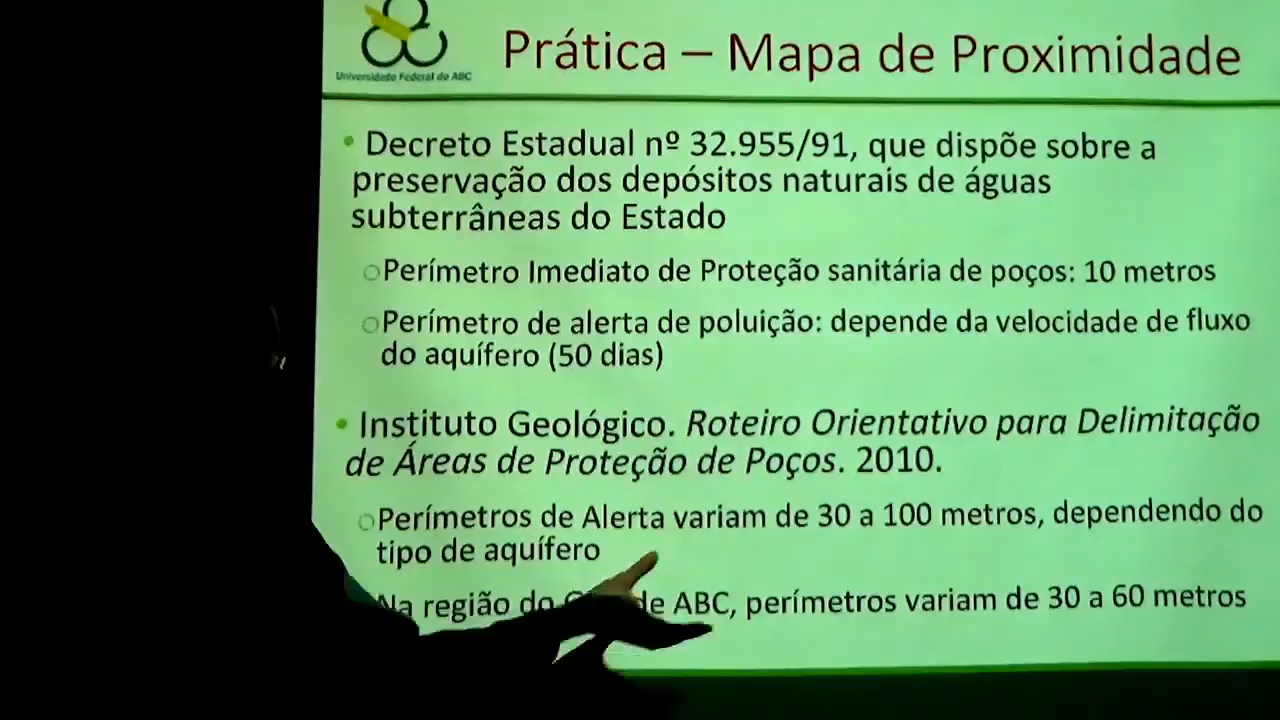 Universidade Federal do ABC
Prática – Mapa de Proximidade
• Decreto Estadual nº 32.955/91, que dispõe sobre a
preservação dos depósitos naturais de águas
subterrâneas do Estado
○Perímetro Imediato de Proteção sanitária de poços: 10 metros
○Perímetro de alerta de poluição: depende da velocidade de fluxo
do aquífero (50 dias)
• Instituto Geológico. Roteiro Orientativo para Delimitação
de Áreas de Proteção de Poços. 2010.
○Perímetros de Alerta variam de 30 a 100 metros, dependendo do
tipo de aquífero
Na região do de ABC, perímetros variam de 30 a 60 metros